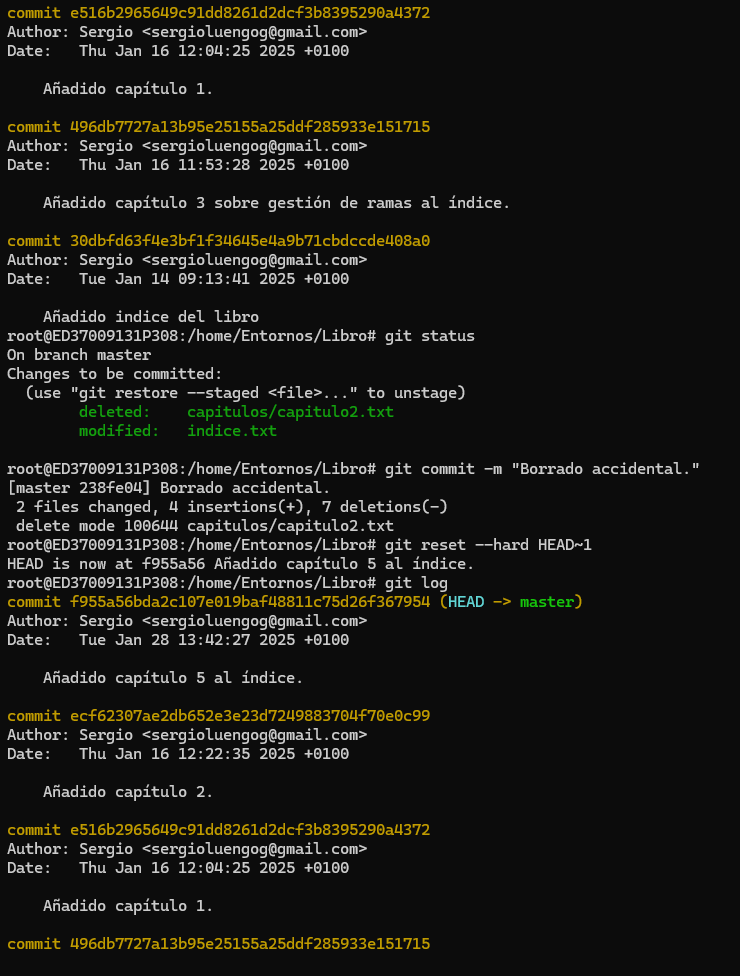 commit e516b2965649c91dd8261d2dcf3b8395290a4372
Author: Sergio <sergioluengog@gmail.com>
Date:   Thu Jan 16 12:04:25 2025 +0100
    Añadido capítulo 1.
commit 496db7727a13b95e25155a25ddf285933e151715
Author: Sergio <sergioluengog@gmail.com>
Date:   Thu Jan 16 11:53:28 2025 +0100
    Añadido capítulo 3 sobre gestión de ramas al índice.
commit 30dbfd63f4e3bf1f34645e4a9b71cbdccde408a0
Author: Sergio <sergioluengog@gmail.com>
Date:   Tue Jan 14 09:13:41 2025 +0100
    Añadido indice del libro
root@ED37009131P308:/home/Entornos/Libro# git status
On branch master
Changes to be committed:
  (use "git restore --staged <file>..." to unstage)
        deleted:    capitulos/capitulo2.txt
        modified:   indice.txt
root@ED37009131P308:/home/Entornos/Libro# git commit -m "Borrado accidental."
[master 238fe04] Borrado accidental.
 2 files changed, 4 insertions(+), 7 deletions(-)
 delete mode 100644 capitulos/capitulo2.txt
root@ED37009131P308:/home/Entornos/Libro# git reset --hard HEAD~1
HEAD is now at f955a56 Añadido capítulo 5 al índice.
root@ED37009131P308:/home/Entornos/Libro# git log
commit f955a56bda2c107e019baf48811c75d26f367954 (HEAD -> master)
Author: Sergio <sergioluengog@gmail.com>
Date:   Tue Jan 28 13:42:27 2025 +0100
    Añadido capítulo 5 al índice.
commit ecf62307ae2db652e3e23d7249883704f70e0c99
Author: Sergio <sergioluengog@gmail.com>
Date:   Thu Jan 16 12:22:35 2025 +0100
    Añadido capítulo 2.
commit e516b2965649c91dd8261d2dcf3b8395290a4372
Author: Sergio <sergioluengog@gmail.com>
Date:   Thu Jan 16 12:04:25 2025 +0100
    Añadido capítulo 1.
commit 496db7727a13b95e25155a25ddf285933e151715